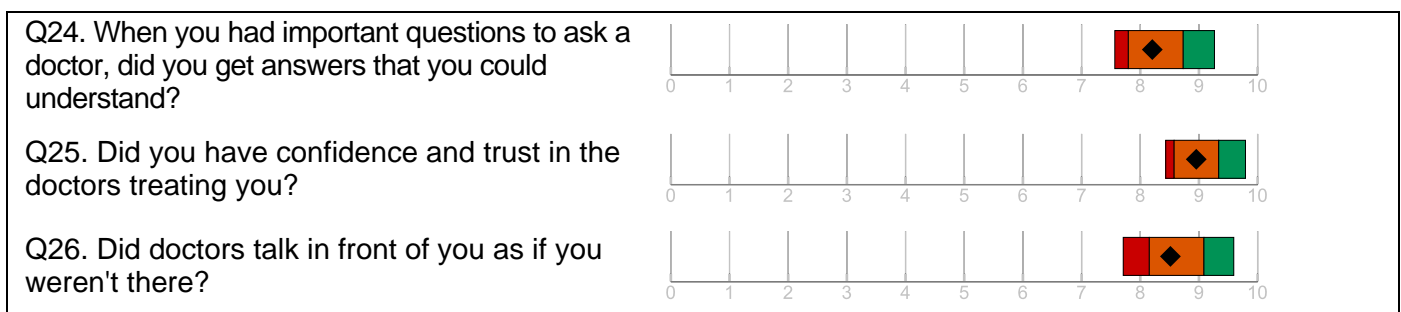 Q24. When you had important questions to ask a
doctor, did you get answers that you could
understand?
0 1 2 3 4 5 6 7 8 9 10
Q25. Did you have confidence and trust in the
doctors treating you?
0 1 2 3 4 5 6 7 8 9 10
Q26. Did doctors talk in front of you as if you
weren't there?
0 1 2 3 4 5 6 7 8 9 10